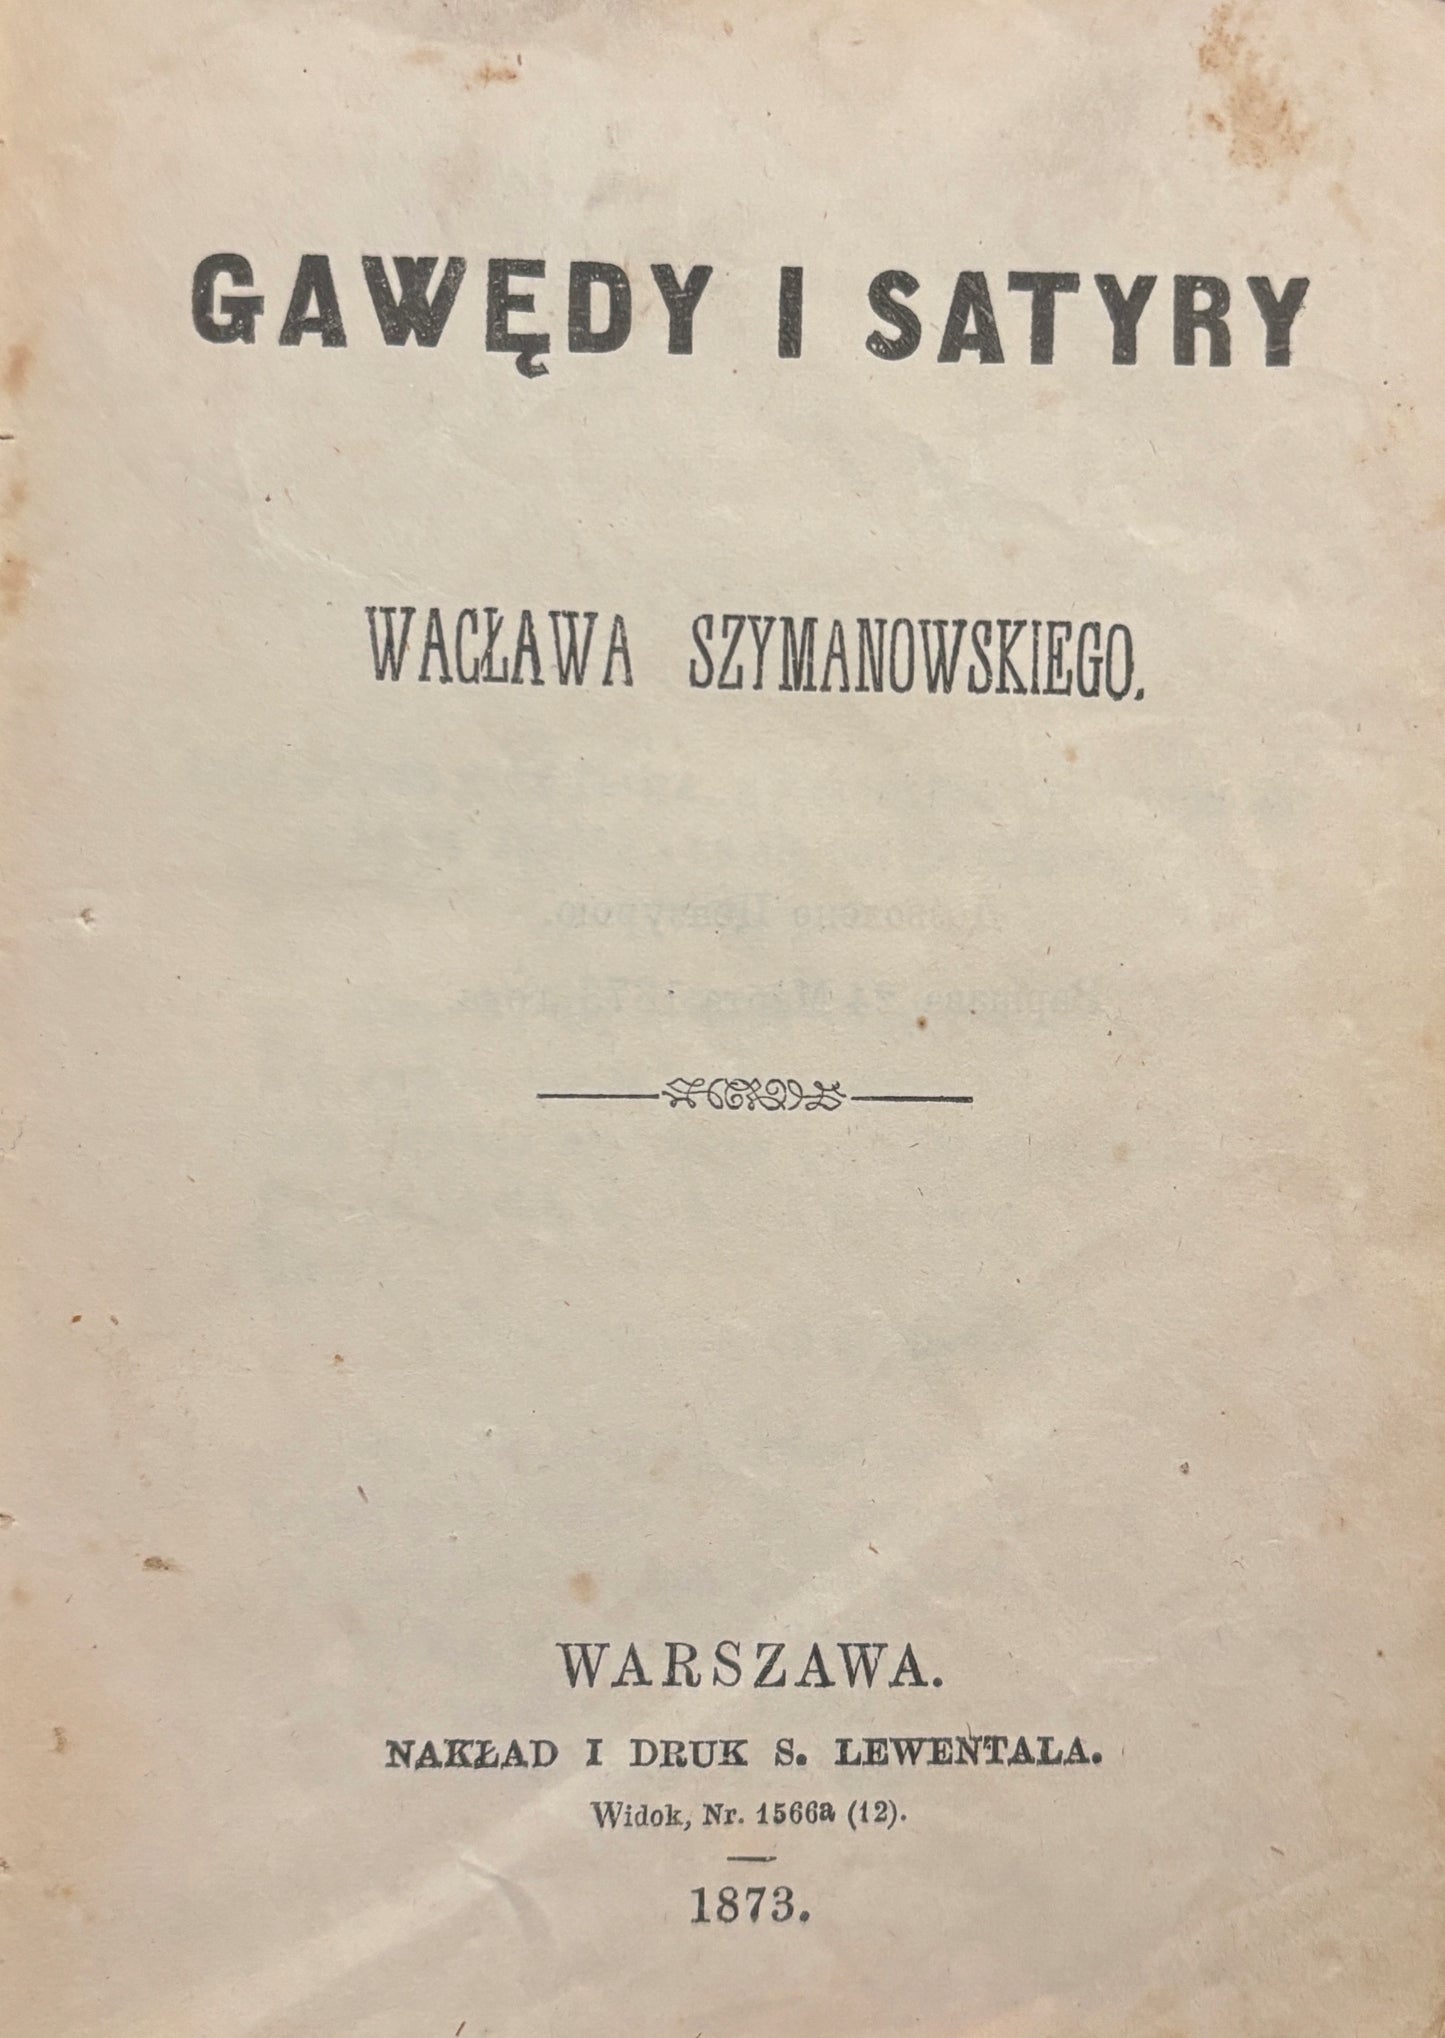 GAWĘDY I SATYRY
WACŁAWA SZYMANOWSKIEGO.
WARSZAWA.
NAKŁAD I DRUK S. LEWENTALA.
Widok, Nr. 1566a (12).
1873.